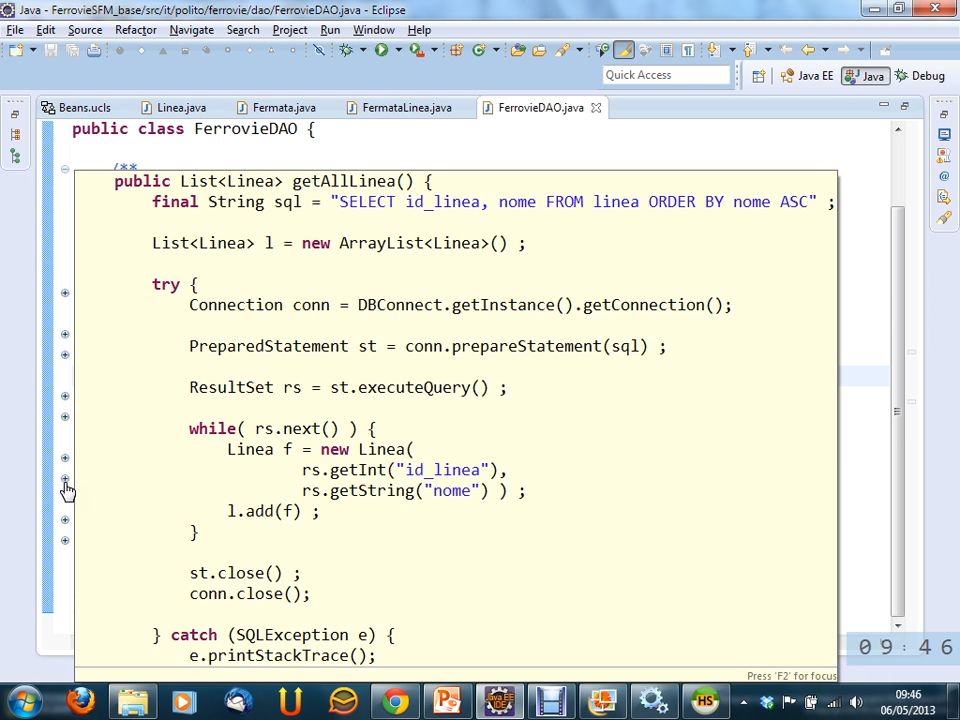 Java - FerrovieSFM_base/src/it/polito/ferrovie/dao/FerrovieDAO.java - Eclipse
File Edit Source Refactor Navigate Search Project Run Window Help
Quick Access
Java EE Java Debug
Beans.ucls Linea.java Fermata.java FermataLinea.java FerrovieDAO.java
public class FerrovieDAO {
/**
public List<Linea> getAllLinea() {
final String sql = "SELECT id_linea, nome FROM linea ORDER BY nome ASC" ;
List<Linea> l = new ArrayList<Linea>() ;
try {
Connection conn = DBConnect.getInstance().getConnection();
PreparedStatement st = conn.prepareStatement(sql) ;
ResultSet rs = st.executeQuery() ;
while( rs.next() ) {
Linea f = new Linea(
rs.getInt("id_linea"),
rs.getString("nome") ) ;
l.add(f) ;
}
st.close() ;
conn.close();
} catch (SQLException e) {
e.printStackTrace();
Press 'F2' for focus
09:46
Java EE IDE
HS
09:46
06/05/2013